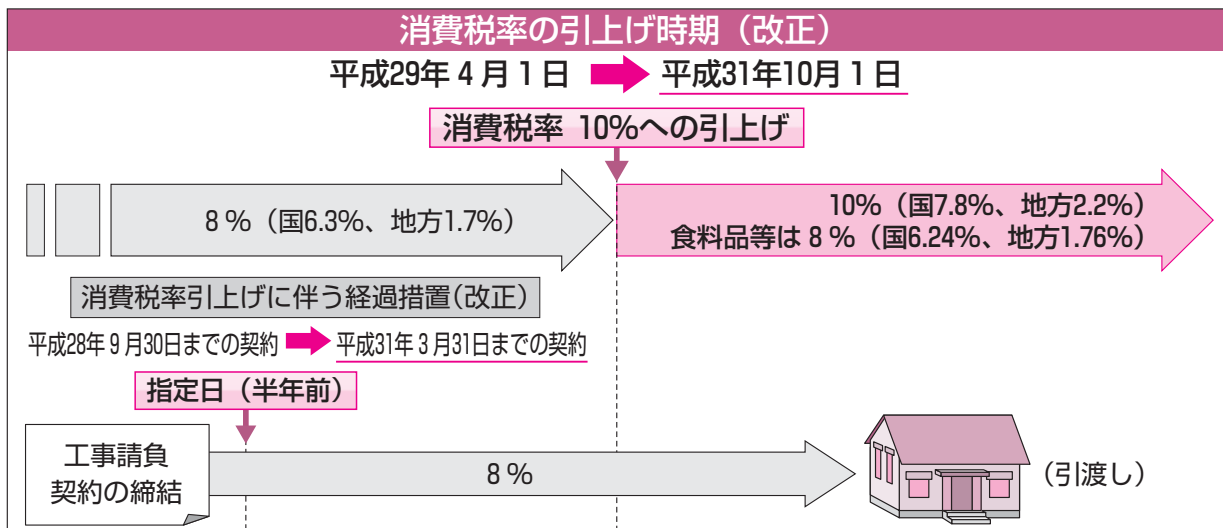 消費税率の引上げ時期（改正）
平成29年4月1日 平成31年10月1日
消費税率 10%への引上げ
8％（国6.3%、地方1.7%）
10%（国7.8%、地方2.2%）
食料品等は8％（国6.24%、地方1.76%）
消費税率引上げに伴う経過措置（改正）
平成28年9月30日までの契約 平成31年3月31日までの契約
指定日（半年前）
工事請負
契約の締結
8％
（引渡し）